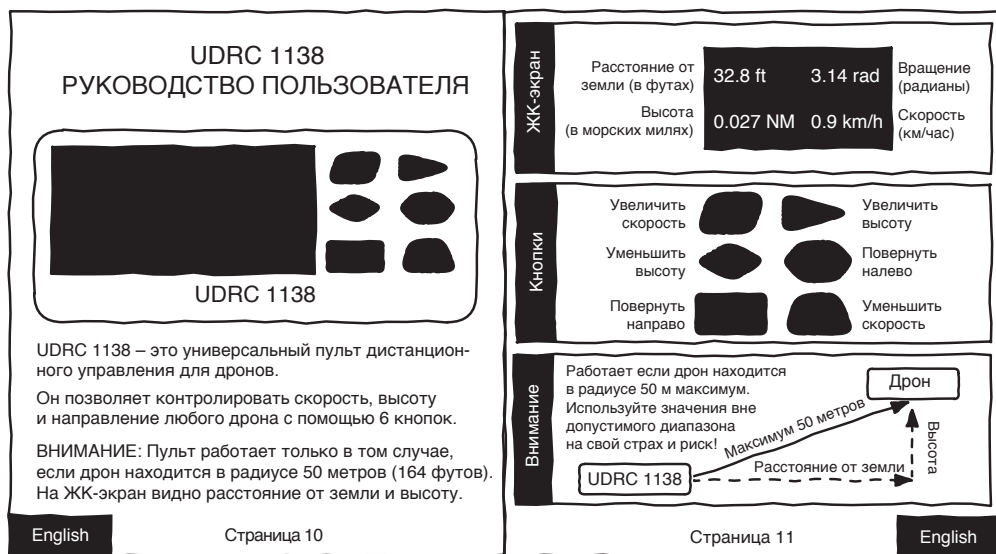 UDRC 1138
РУКОВОДСТВО ПОЛЬЗОВАТЕЛЯ
UDRC 1138
UDRC 1138 – это универсальный пульт дистанцион-
ного управления для дронов.
Он позволяет контролировать скорость, высоту
и направление любого дрона с помощью 6 кнопок.
ВНИМАНИЕ: Пульт работает только в том случае,
если дрон находится в радиусе 50 метров (164 футов).
На ЖК-экран видно расстояние от земли и высоту.
English
Страница 10
ЖК-экран
Расстояние от
земли (в футах)
32.8 ft
3.14 rad
Вращение
(радианы)
Высота
(в морских милях)
0.027 NM
0.9 km/h
Скорость
(км/час)
Кнопки
Увеличить
скорость
Увеличить
высоту
Уменьшить
высоту
Повернуть
налево
Повернуть
направо
Уменьшить
скорость
Внимание
Работает если дрон находится
в радиусе 50 м максимум.
Используйте значения вне
допустимого диапазона
на свой страх и риск!
Дрон
Максимум 50 метров
Высота
Расстояние от земли
UDRC 1138
Страница 11
English